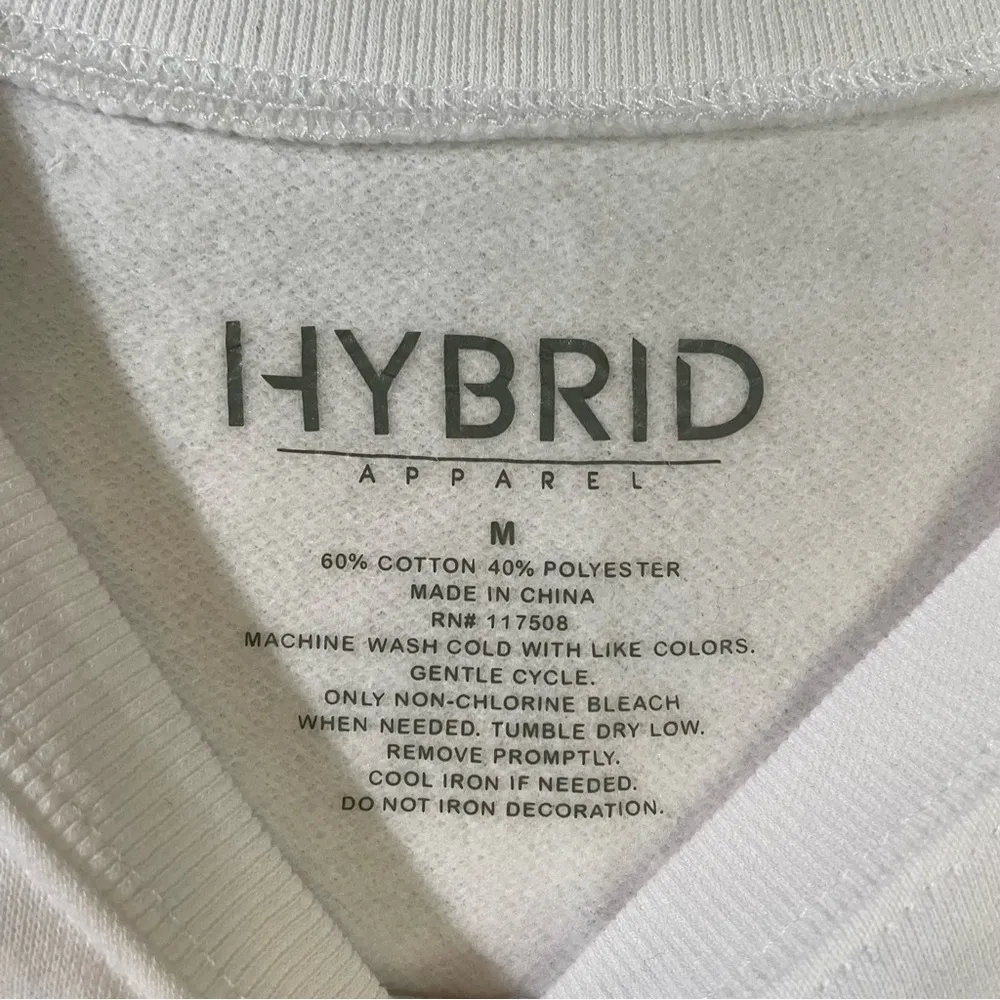 HYBRID
APPAREL
M
60% COTTON 40% POLYESTER
MADE IN CHINA
RN# 117508
MACHINE WASH COLD WITH LIKE COLORS.
GENTLE CYCLE.
ONLY NON-CHLORINE BLEACH
WHEN NEEDED. TUMBLE DRY LOW.
REMOVE PROMPTLY.
COOL IRON IF NEEDED.
DO NOT IRON DECORATION.